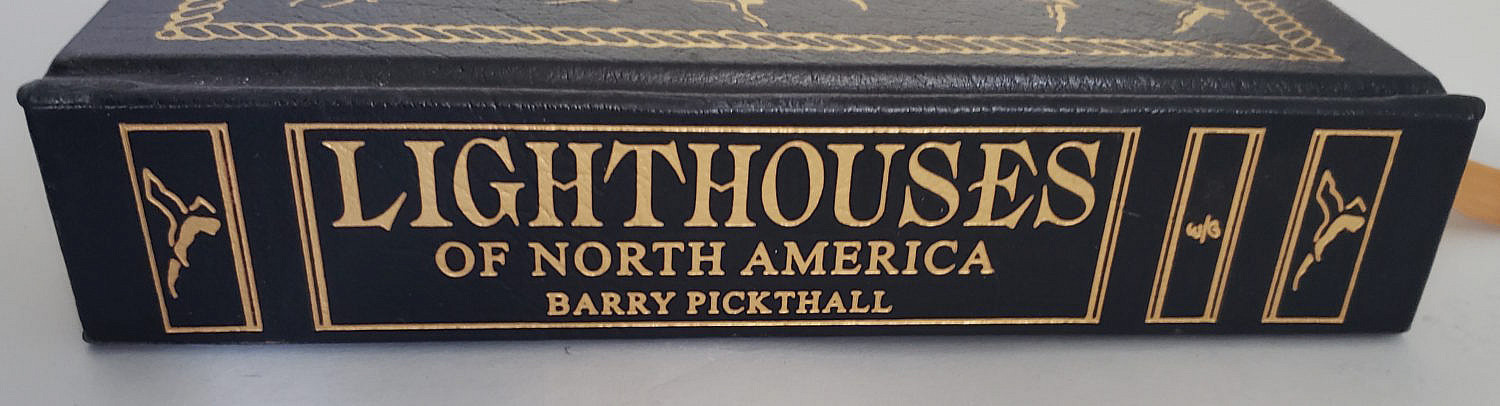 LIGHTHOUSES
OF NORTH AMERICA
BARRY PICKTHALL